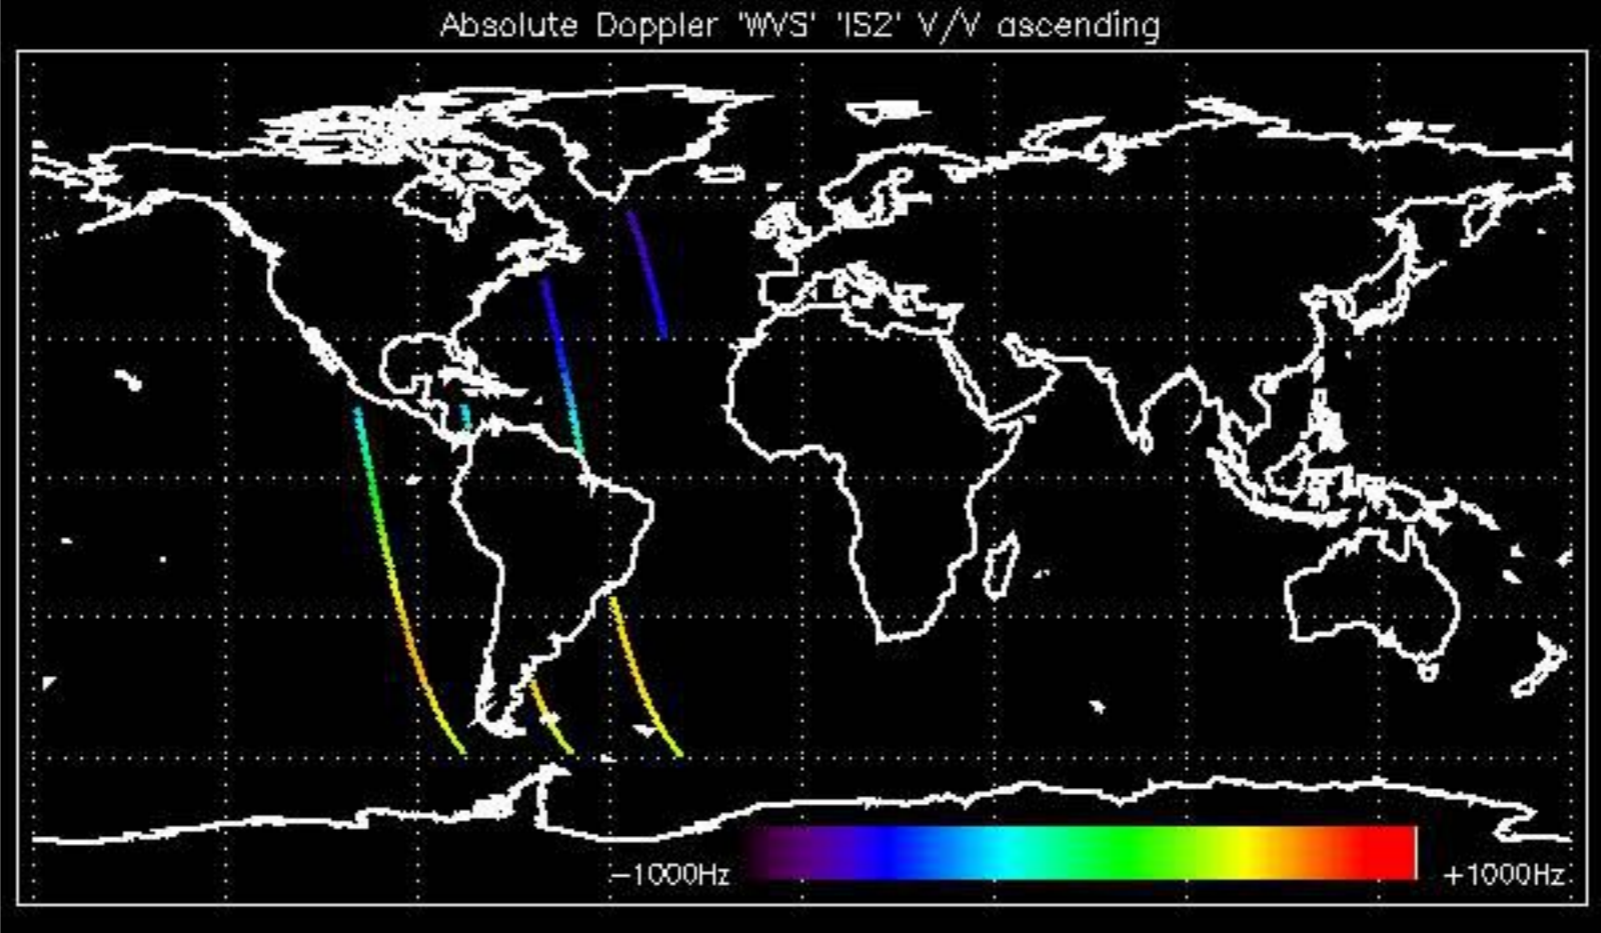 Absolute Doppler 'WVS' 'IS2' V/V ascending
−1000Hz +1000Hz